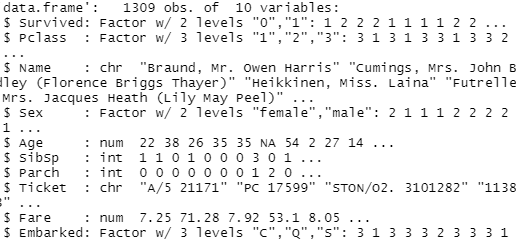 data.frame':   1309 obs. of  10 variables:
$ Survived: Factor w/ 2 levels "0","1": 1 2 2 2 1 1 1 1 2 2 ...
$ Pclass  : Factor w/ 3 levels "1","2","3": 3 1 3 1 3 3 1 3 3 2
...
$ Name    : chr  "Braund, Mr. Owen Harris" "Cumings, Mrs. John B
dley (Florence Briggs Thayer)" "Heikkinen, Miss. Laina" "Futrelle
Mrs. Jacques Heath (Lily May Peel)" ...
$ Sex     : Factor w/ 2 levels "female","male": 2 1 1 1 2 2 2 2
1 ...
$ Age     : num  22 38 26 35 35 NA 54 2 27 14 ...
$ SibSp   : int  1 1 0 1 0 0 0 3 0 1 ...
$ Parch   : int  0 0 0 0 0 0 0 1 2 0 ...
$ Ticket  : chr  "A/5 21171" "PC 17599" "STON/O2. 3101282" "1138
" ...
$ Fare    : num  7.25 71.28 7.92 53.1 8.05 ...
$ Embarked: Factor w/ 3 levels "C","Q","S": 3 1 3 3 3 2 3 3 3 1